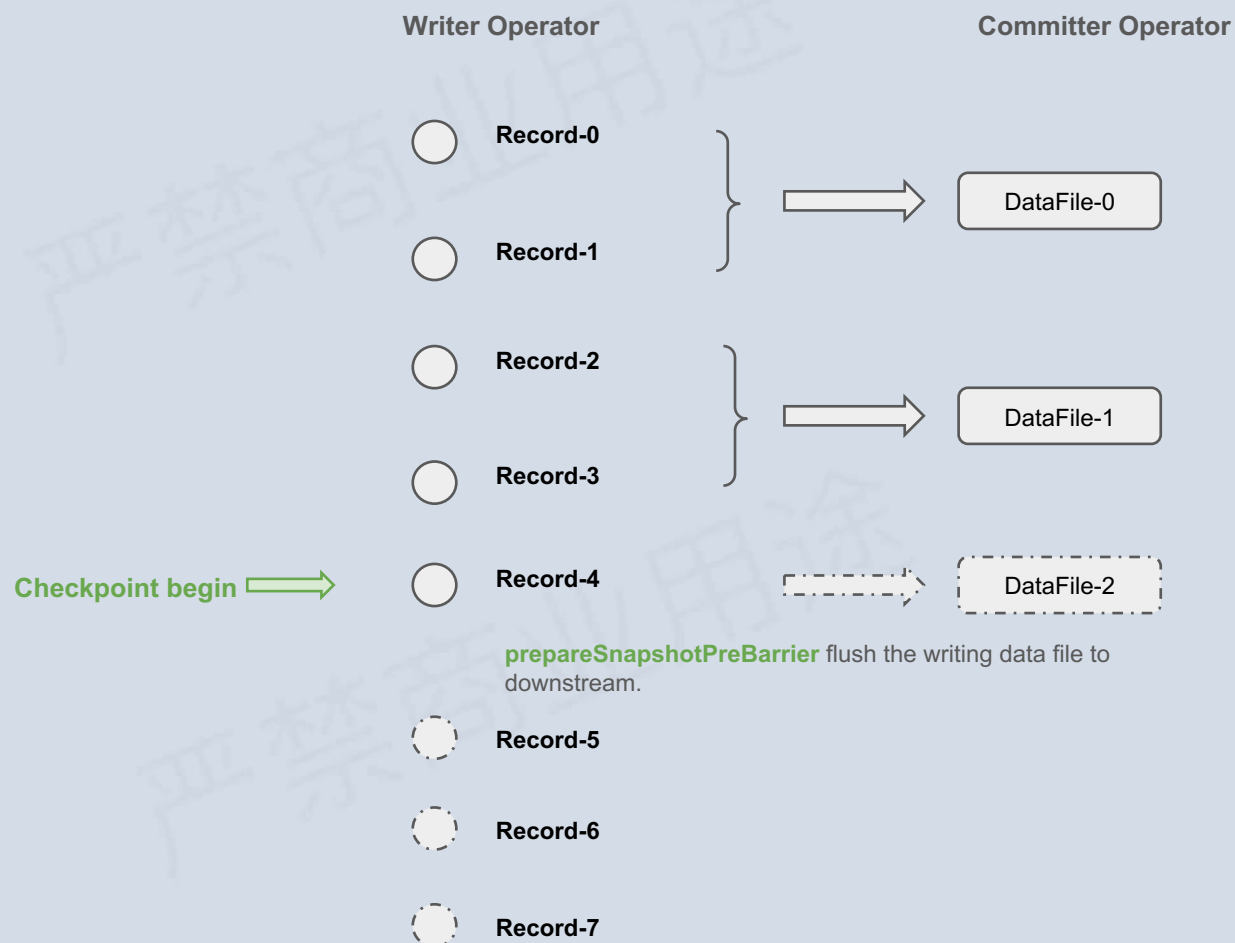 Writer Operator
Committer Operator
Record-0
DataFile-0
Record-1
Record-2
DataFile-1
Record-3
Checkpoint begin
Record-4
DataFile-2
prepareSnapshotPreBarrier flush the writing data file to
downstream.
Record-5
Record-6
Record-7
严禁商业用途
严禁商业用途